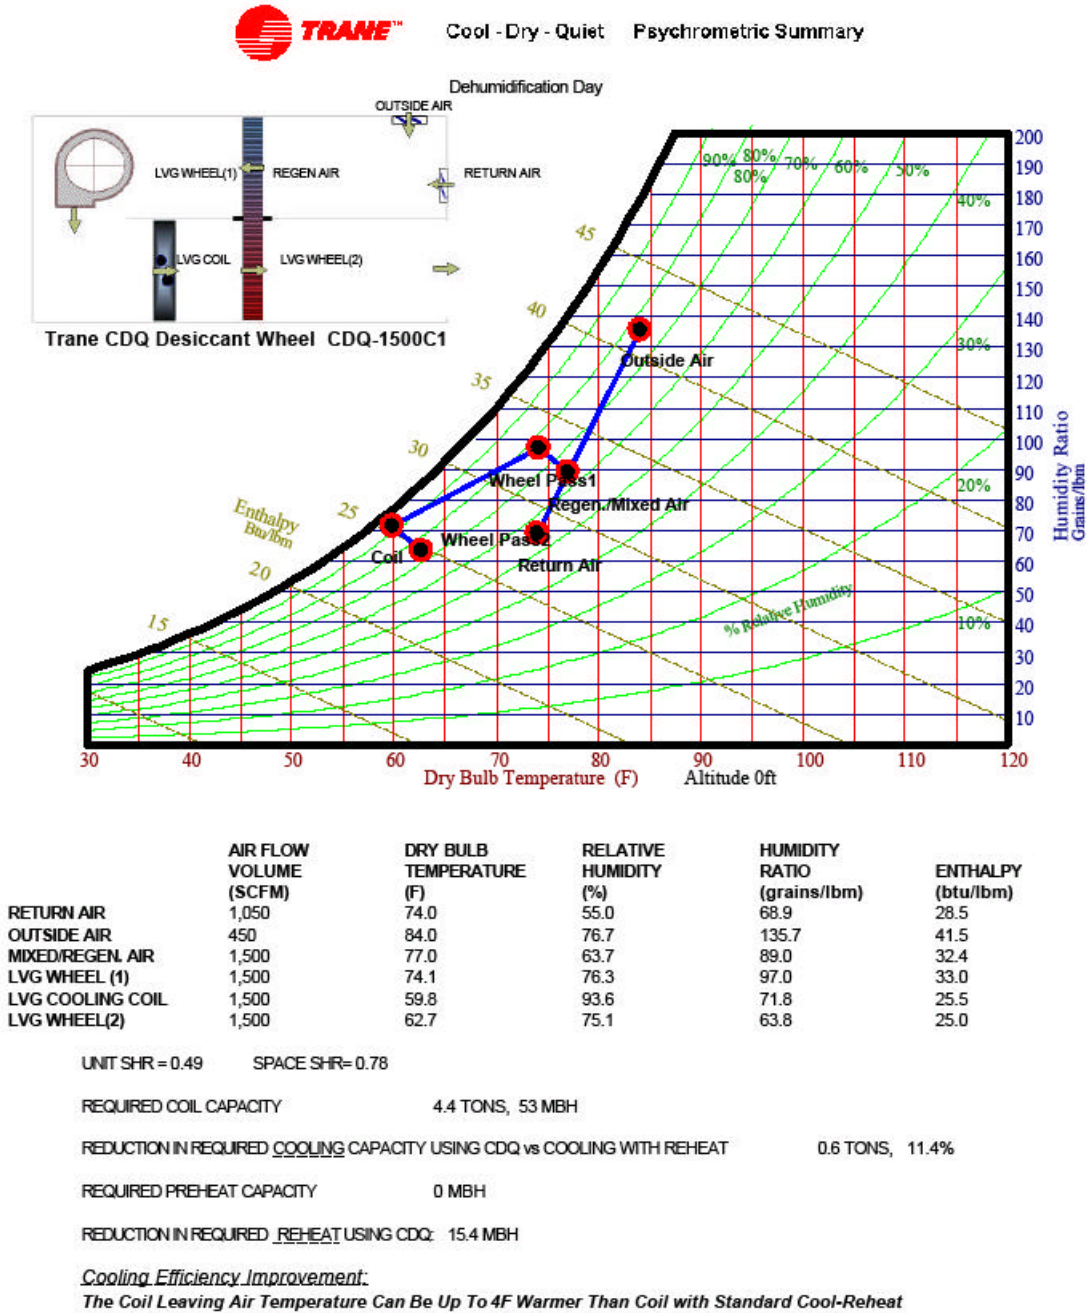 TRANE™ Cool - Dry - Quiet Psychrometric Summary
Dehumidification Day
OUTSIDE AIR
LVG WHEEL(1) REGEN AIR RETURN AIR
LVG COIL LVG WHEEL(2)
Trane CDQ Desiccant Wheel CDQ-1500C1
90% 80% 70% 60% 50%
80%
40%
30%
20%
10%
45
40
35
30
25
20
15
Enthalpy
Btu/lbm
Outside Air
Wheel Pass1
Regen./Mixed Air
Wheel Pass2
Coil
Return Air
% Relative Humidity
200
190
180
170
160
150
140
130
120
110
100
90
80
70
60
50
40
30
20
10
Humidity Ratio
Grains/lbm
30 40 50 60 70 80 90 100 110 120
Dry Bulb Temperature (F) Altitude 0ft
AIR FLOW DRY BULB RELATIVE HUMIDITY
VOLUME TEMPERATURE HUMIDITY RATIO ENTHALPY
(SCFM) (F) (%) (grains/lbm) (btu/lbm)
RETURN AIR 1,050 74.0 55.0 68.9 28.5
OUTSIDE AIR 450 84.0 76.7 135.7 41.5
MIXED/REGEN. AIR 1,500 77.0 63.7 89.0 32.4
LVG WHEEL (1) 1,500 74.1 76.3 97.0 33.0
LVG COOLING COIL 1,500 59.8 93.6 71.8 25.5
LVG WHEEL(2) 1,500 62.7 75.1 63.8 25.0
UNIT SHR = 0.49 SPACE SHR= 0.78
REQUIRED COIL CAPACITY 4.4 TONS, 53 MBH
REDUCTION IN REQUIRED COOLING CAPACITY USING CDQ vs COOLING WITH REHEAT 0.6 TONS, 11.4%
REQUIRED PREHEAT CAPACITY 0 MBH
REDUCTION IN REQUIRED REHEAT USING CDQ: 15.4 MBH
Cooling Efficiency Improvement:
The Coil Leaving Air Temperature Can Be Up To 4F Warmer Than Coil with Standard Cool-Reheat